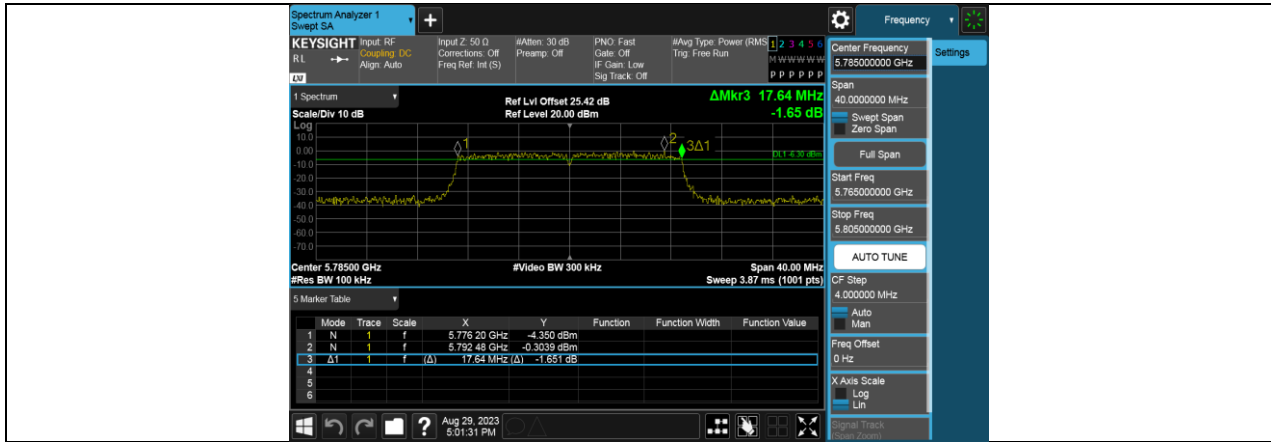 Spectrum Analyzer 1
Swept SA
+
Frequency
KEYSIGHT
RL
LXI
Input: RF
Coupling: DC
Align: Auto
Input Z: 50 Ω
Corrections: Off
Freq Ref: Int (S)
#Atten: 30 dB
Preamp: Off
PNO: Fast
Gate: Off
IF Gain: Low
Sig Track: Off
#Avg Type: Power (RMS
Trig: Free Run
1 2 3 4 5 6
M W W W W W
P P P P P P
1 Spectrum
Scale/Div 10 dB
Ref Lvl Offset 25.42 dB
Ref Level 20.00 dBm
ΔMkr3 17.64 MHz
-1.65 dB
Log
10.0
0.00
-10.0
-20.0
-30.0
-40.0
-50.0
-60.0
-70.0
1
2
3Δ1
DL1 -6.30 dBm
Center 5.78500 GHz
#Video BW 300 kHz
Span 40.00 MHz
#Res BW 100 kHz
Sweep 3.87 ms (1001 pts)
5 Marker Table
Mode Trace Scale X Y Function Function Width Function Value
1 N 1 f 5.776 20 GHz -4.350 dBm
2 N 1 f 5.792 48 GHz -0.3039 dBm
3 Δ1 1 f (Δ) 17.64 MHz (Δ) -1.651 dB
4
5
6
?
Aug 29, 2023
5:01:31 PM
Center Frequency
5.785000000 GHz
Settings
Span
40.0000000 MHz
Swept Span
Zero Span
Full Span
Start Freq
5.765000000 GHz
Stop Freq
5.805000000 GHz
AUTO TUNE
CF Step
4.000000 MHz
Auto
Man
Freq Offset
0 Hz
X Axis Scale
Log
Lin
Signal Track
(Span Zoom)